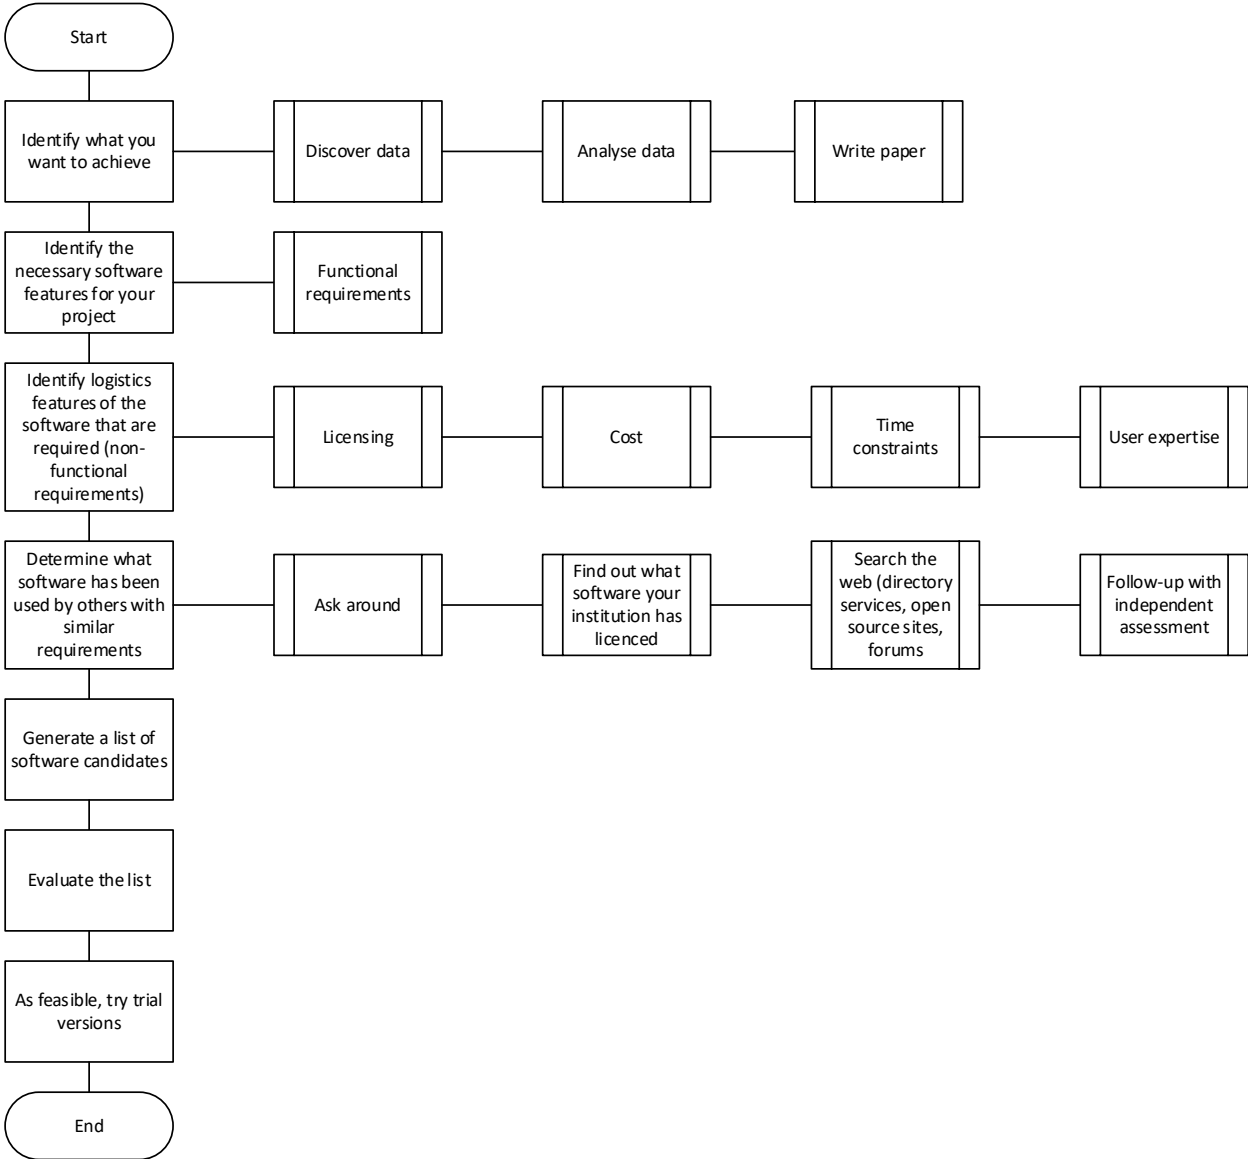 Start
Identify what you
want to achieve
Discover data
Analyse data
Write paper
Identify the
necessary software
features for your
project
Functional
requirements
Identify logistics
features of the
software that are
required (non-
functional
requirements)
Licensing
Cost
Time
constraints
User expertise
Determine what
software has been
used by others with
similar
requirements
Ask around
Find out what
software your
institution has
licenced
Search the
web (directory
services, open
source sites,
forums
Follow-up with
independent
assessment
Generate a list of
software candidates
Evaluate the list
As feasible, try trial
versions
End